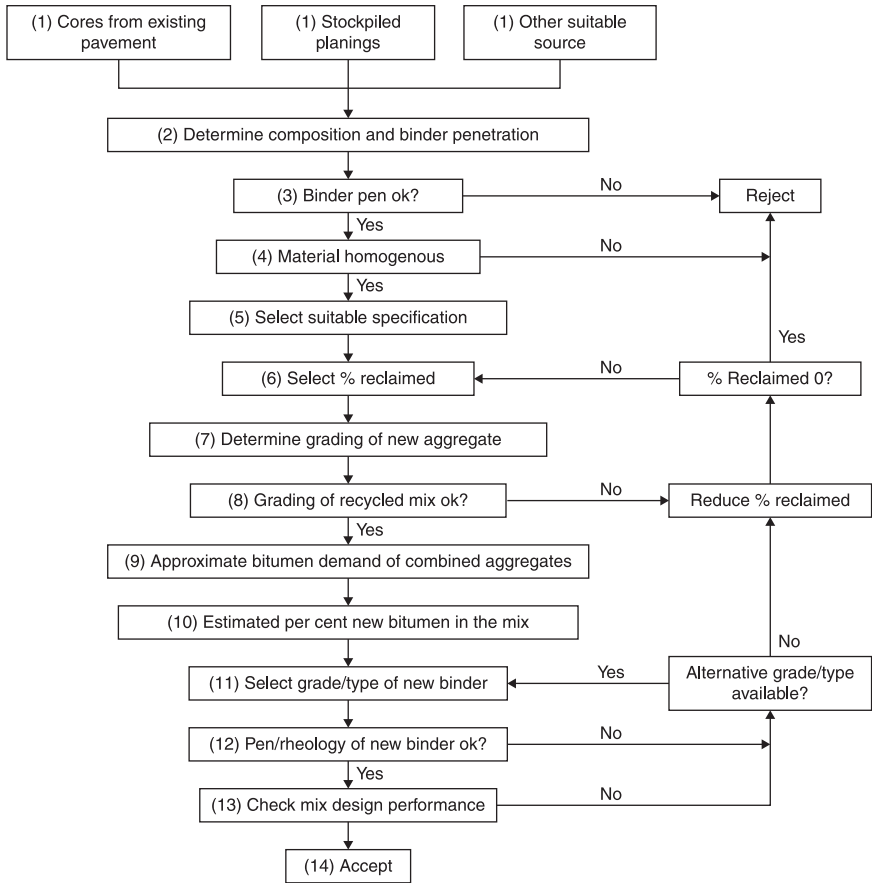 (1) Cores from existing
pavement
(1) Stockpiled
planings
(1) Other suitable
source
(2) Determine composition and binder penetration
(3) Binder pen ok?
No
Reject
Yes
(4) Material homogenous
No
Yes
(5) Select suitable specification
Yes
(6) Select % reclaimed
No
% Reclaimed 0?
(7) Determine grading of new aggregate
(8) Grading of recycled mix ok?
No
Reduce % reclaimed
Yes
(9) Approximate bitumen demand of combined aggregates
(10) Estimated per cent new bitumen in the mix
No
(11) Select grade/type of new binder
Yes
Alternative grade/type
available?
(12) Pen/rheology of new binder ok?
No
Yes
(13) Check mix design performance
No
(14) Accept